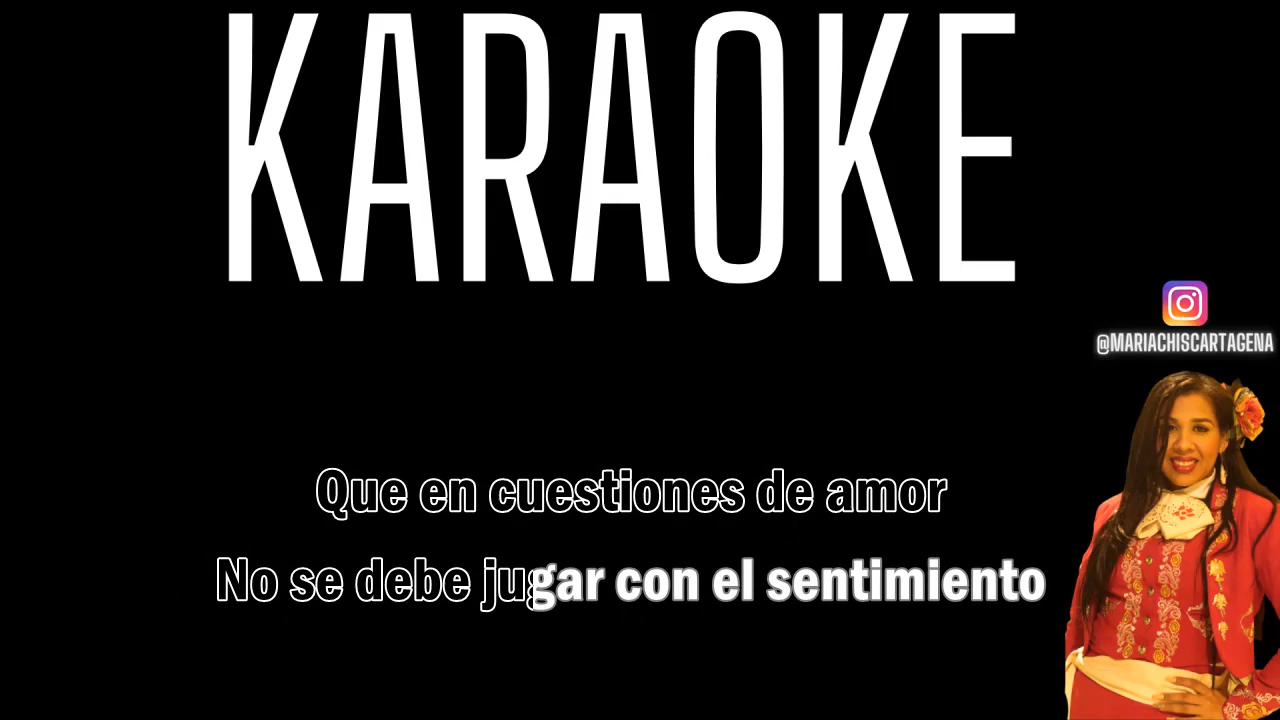 KARAOKE
@MARIACHISCARTAGENA
Que en cuestiones de amor
No se debe jugar con el sentimiento